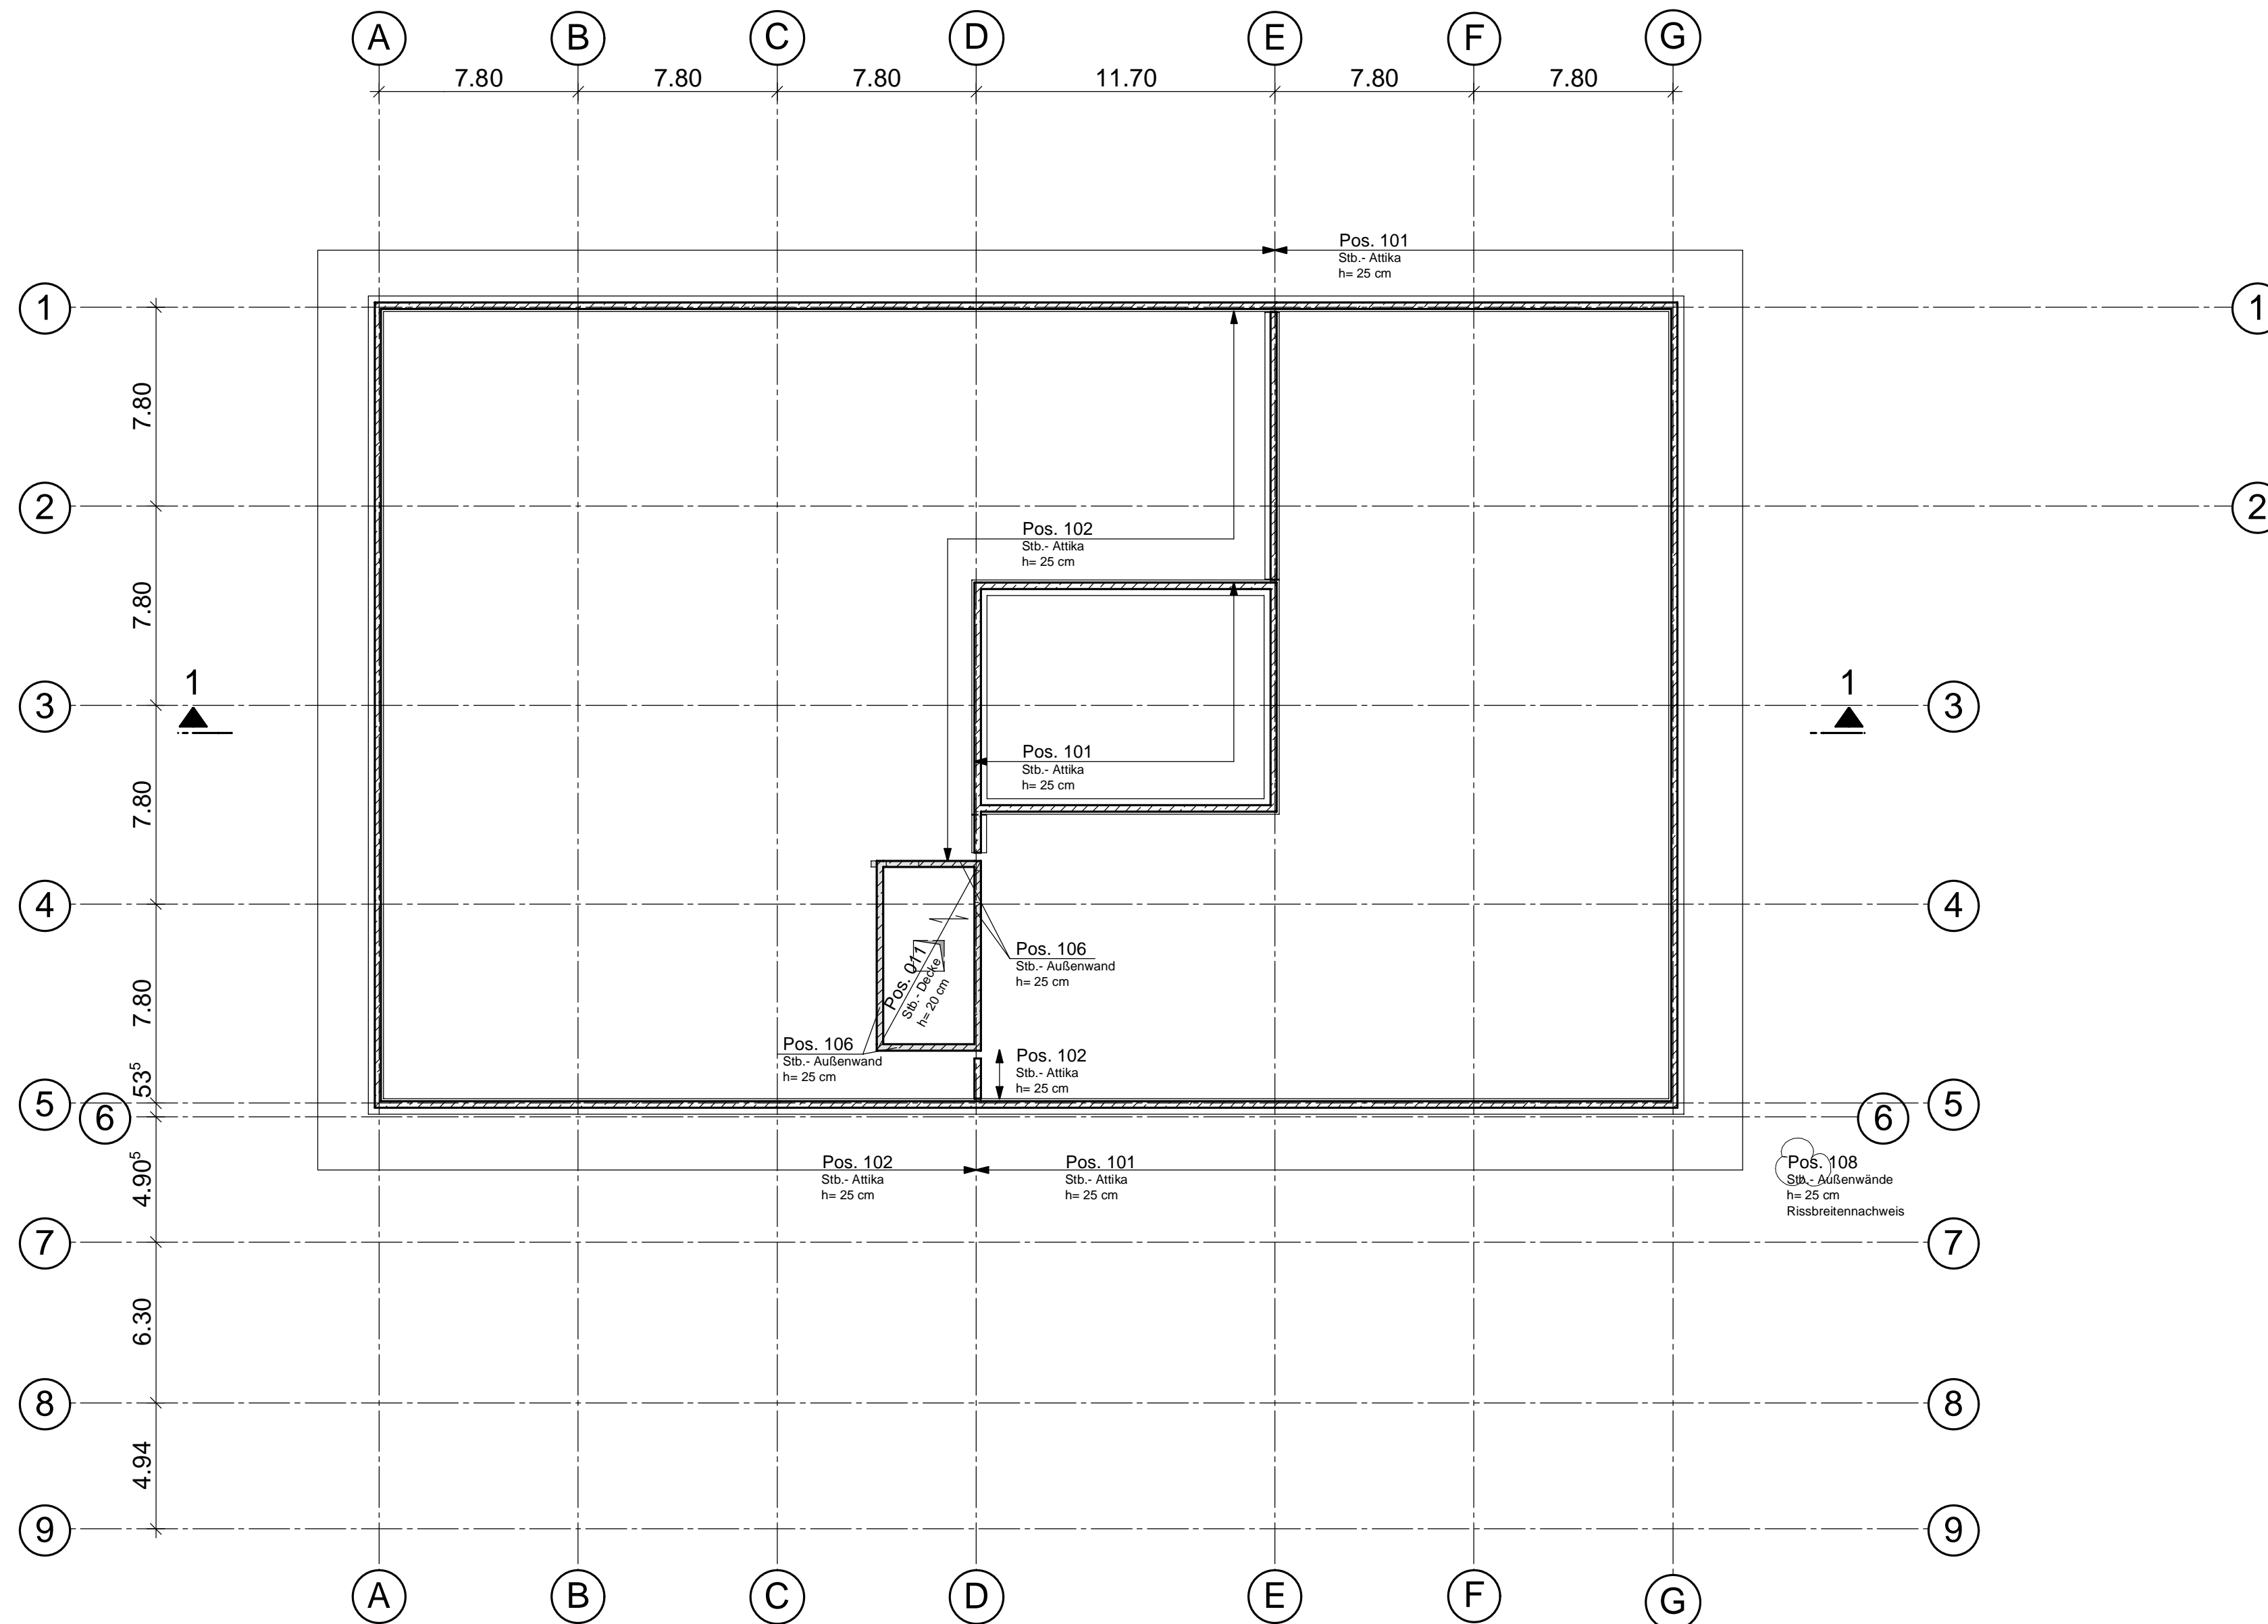 A B C D E F G
7.80 7.80 7.80 11.70 7.80 7.80
Pos. 101
Stb.- Attika
h= 25 cm
1 1
7.80
2 2
Pos. 102
Stb.- Attika
h= 25 cm
7.80
1 1
3 3
Pos. 101
Stb.- Attika
h= 25 cm
7.80
4 4
Pos. 106
Stb.- Außenwand
h= 25 cm
Pos. 011
Stb.- Decke
h= 20 cm
7.80
Pos. 106
Stb.- Außenwand
h= 25 cm
Pos. 102
Stb.- Attika
h= 25 cm
53⁵
5 5
6 6
Pos. 102
Stb.- Attika
h= 25 cm
Pos. 101
Stb.- Attika
h= 25 cm
Pos. 108
Stb.- Außenwände
h= 25 cm
Rissbreitennachweis
4.90⁵
7 7
6.30
8 8
4.94
9 9
A B C D E F G